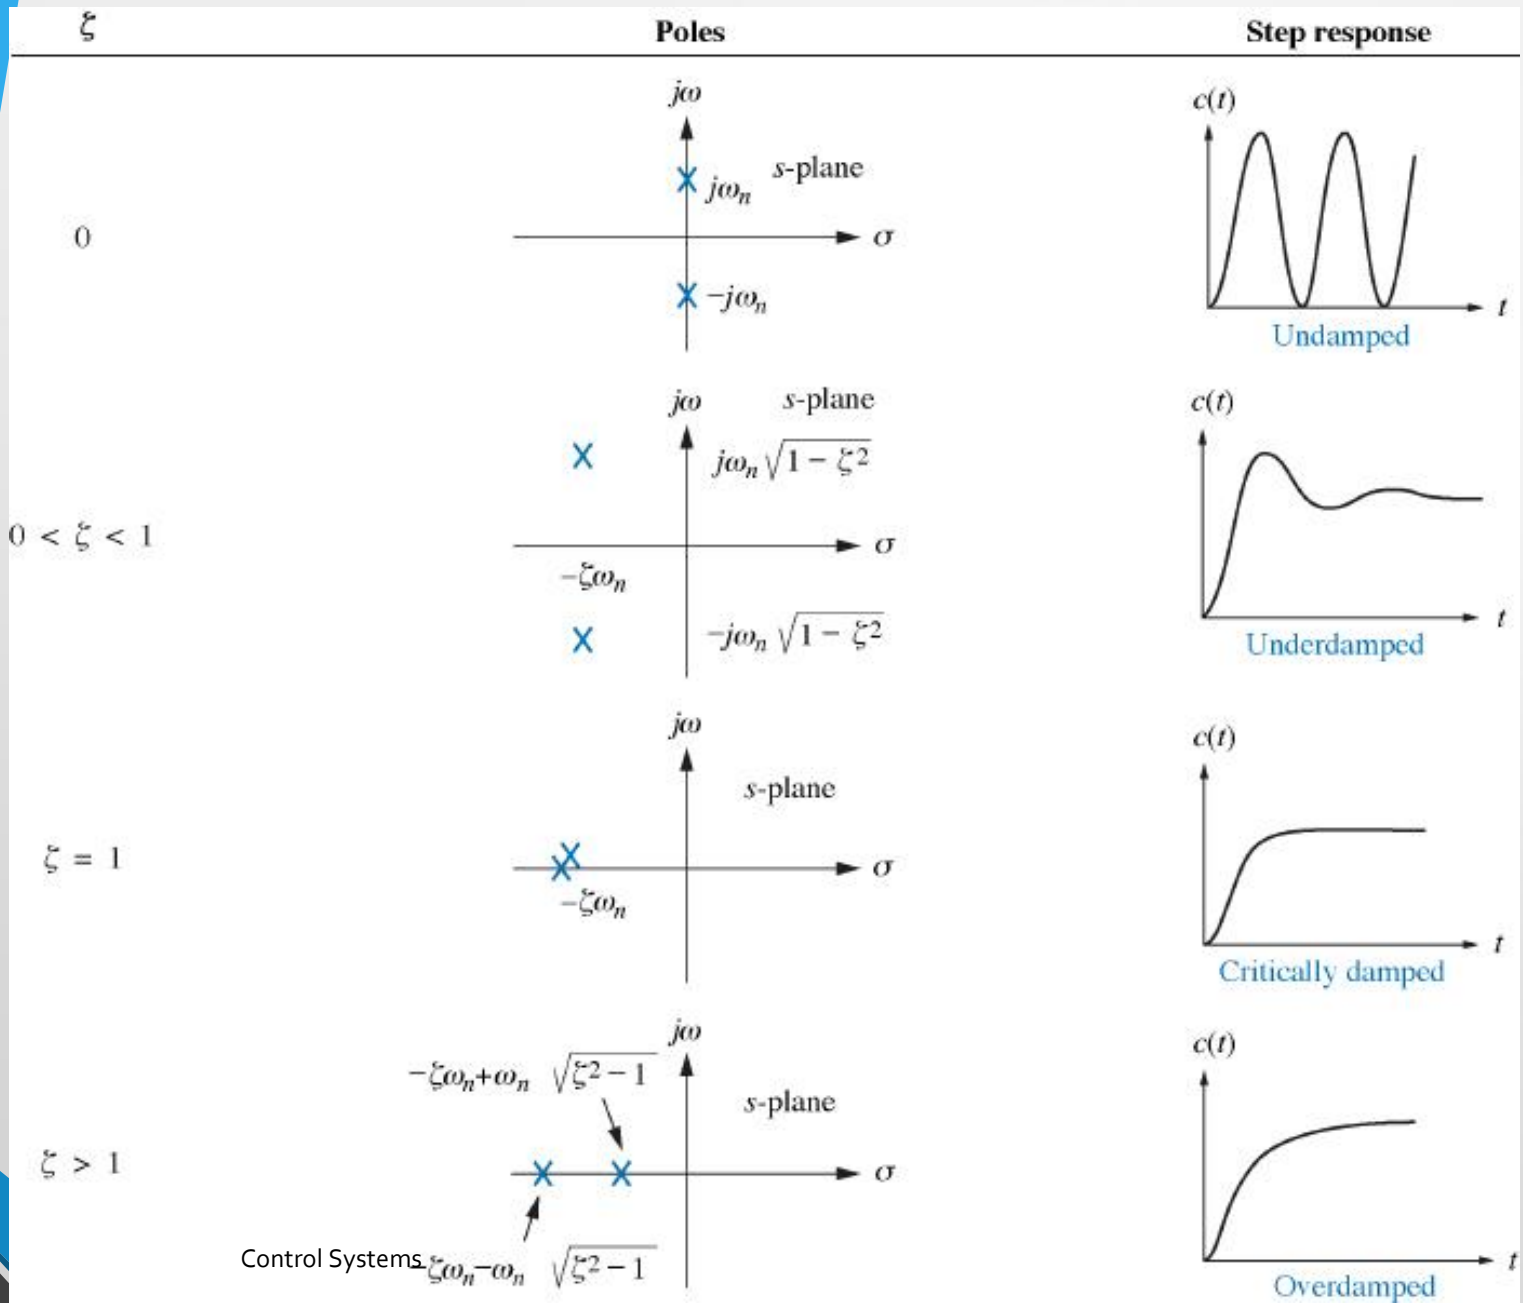 ζ Poles Step response
jω
c(t)
s-plane
jωn
0
σ
−jωn
t
Undamped
jω s-plane
c(t)
jωn √1 − ζ²
0 < ζ < 1
σ
−ζωn
−jωn √1 − ζ²
t
Underdamped
jω
c(t)
s-plane
ζ = 1
σ
−ζωn
t
Critically damped
jω
c(t)
−ζωn+ωn √ζ² − 1
s-plane
ζ > 1
σ
Control Systems
−ζωn−ωn √ζ² − 1
t
Overdamped